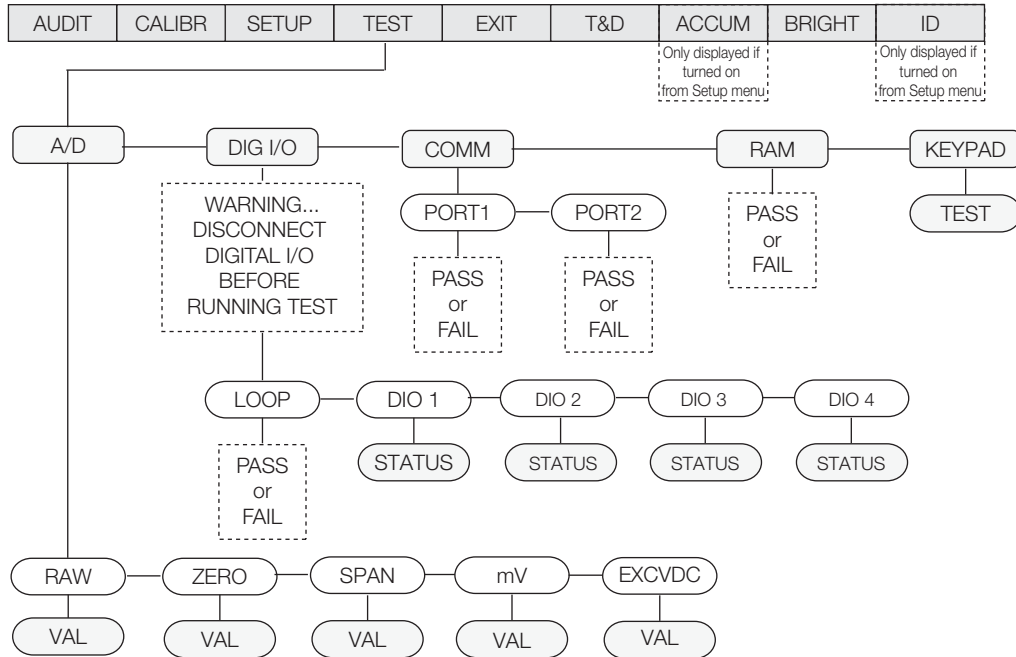 AUDIT CALIBR SETUP TEST EXIT T&D ACCUM BRIGHT ID
Only displayed if
turned on
from Setup menu
Only displayed if
turned on
from Setup menu
A/D DIG I/O COMM RAM KEYPAD
WARNING...
DISCONNECT
DIGITAL I/O
BEFORE
RUNNING TEST
PORT1 PORT2
PASS
or
FAIL
PASS
or
FAIL
PASS
or
FAIL
TEST
LOOP DIO 1 DIO 2 DIO 3 DIO 4
PASS
or
FAIL
STATUS STATUS STATUS STATUS
RAW ZERO SPAN mV EXCVDC
VAL VAL VAL VAL VAL